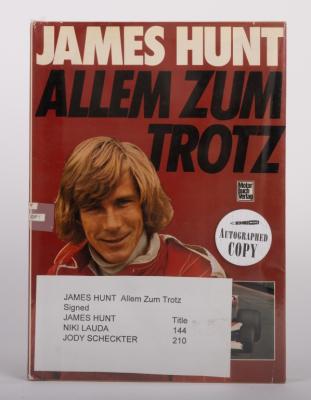 JAMES HUNT
ALLEM ZUM
TROTZ
Motor
buch
Verlag
AUTOGRAPHED
COPY
JAMES HUNT Allem Zum Trotz
Signed
JAMES HUNT Title
NIKI LAUDA 144
JODY SCHECKTER 210